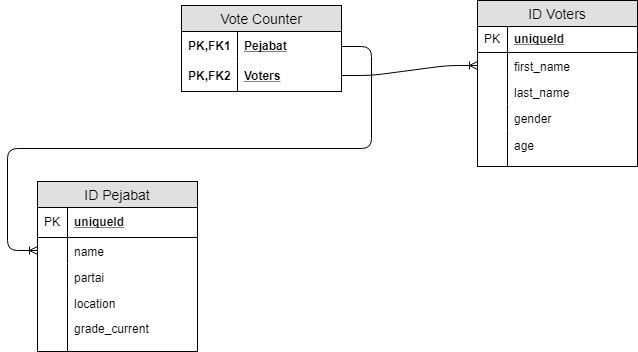 Vote Counter
PK,FK1 Pejabat
PK,FK2 Voters
ID Voters
PK uniqueId
first_name
last_name
gender
age
ID Pejabat
PK uniqueId
name
partai
location
grade_current